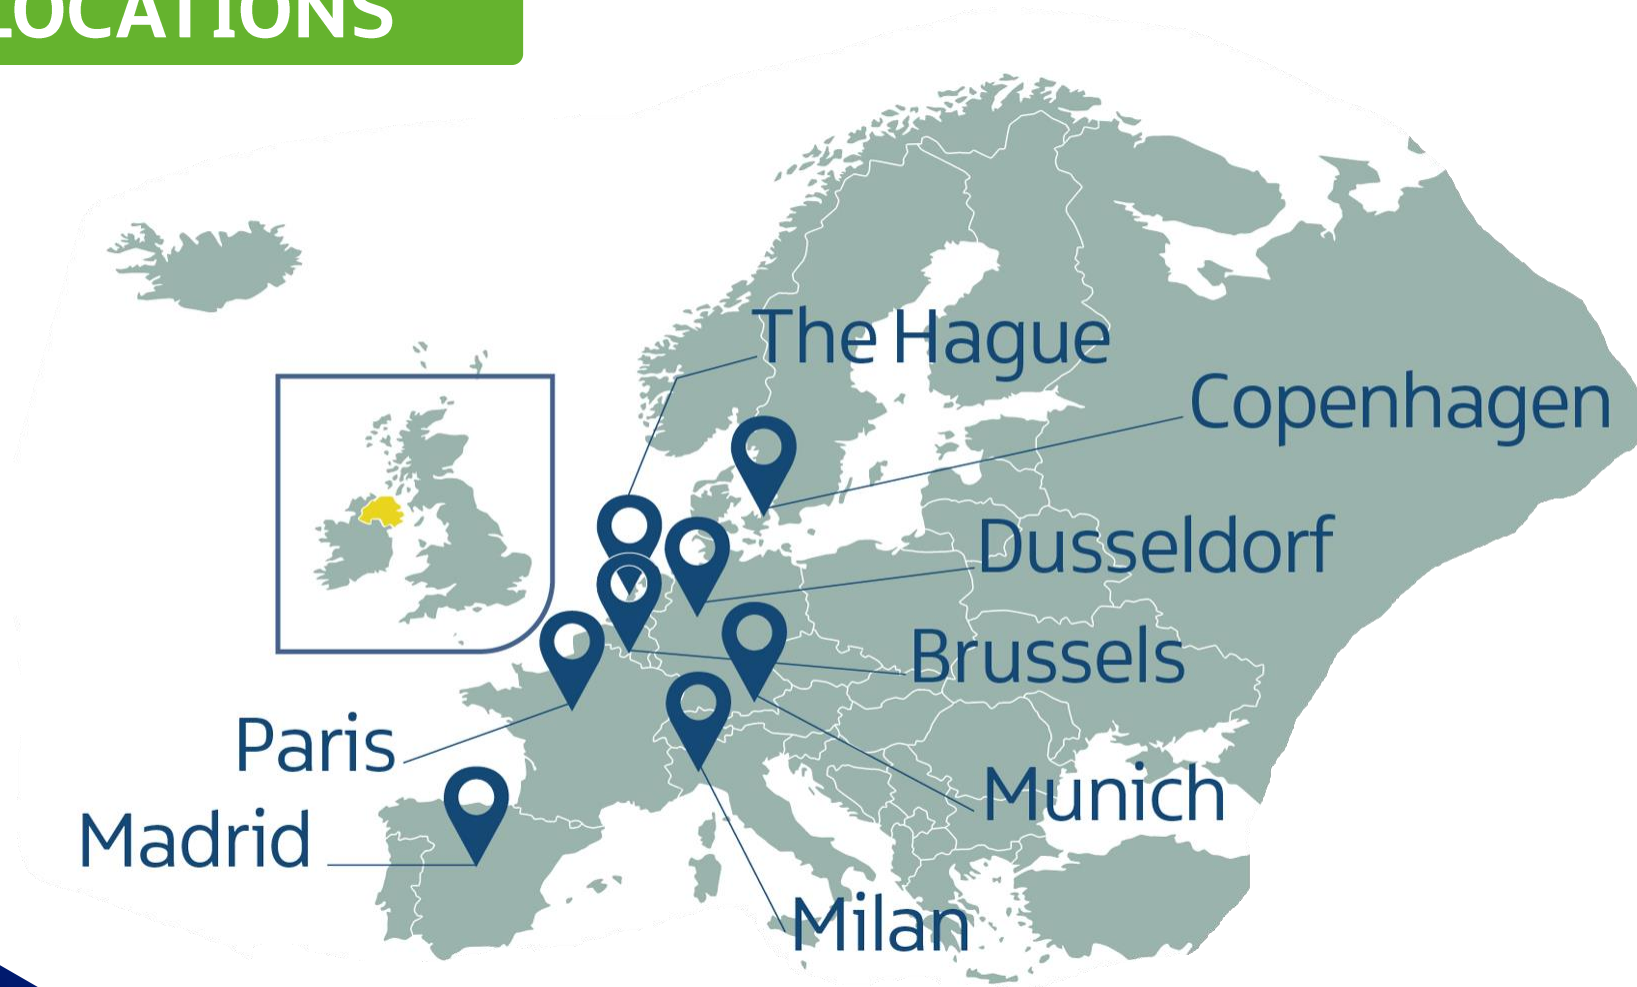 LOCATIONS
The Hague
Copenhagen
Dusseldorf
Brussels
Paris
Munich
Madrid
Milan